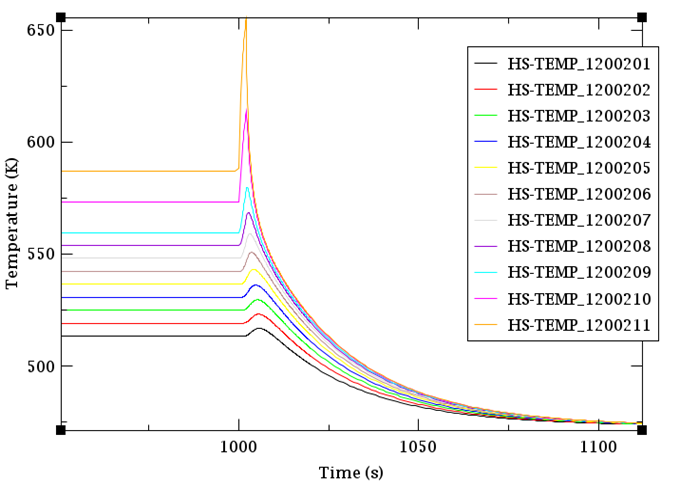 650
600
550
500
Temperature (K)
1000
1050
1100
Time (s)
HS-TEMP_1200201
HS-TEMP_1200202
HS-TEMP_1200203
HS-TEMP_1200204
HS-TEMP_1200205
HS-TEMP_1200206
HS-TEMP_1200207
HS-TEMP_1200208
HS-TEMP_1200209
HS-TEMP_1200210
HS-TEMP_1200211